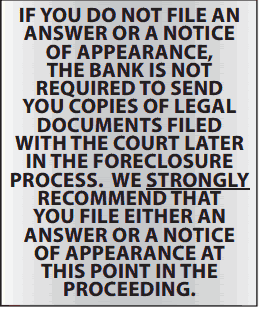 IF YOU DO NOT FILE AN
ANSWER OR A NOTICE
OF APPEARANCE,
THE BANK IS NOT
REQUIRED TO SEND
YOU COPIES OF LEGAL
DOCUMENTS FILED
WITH THE COURT LATER
IN THE FORECLOSURE
PROCESS. WE STRONGLY
RECOMMEND THAT
YOU FILE EITHER AN
ANSWER OR A NOTICE
OF APPEARANCE AT
THIS POINT IN THE
PROCEEDING.